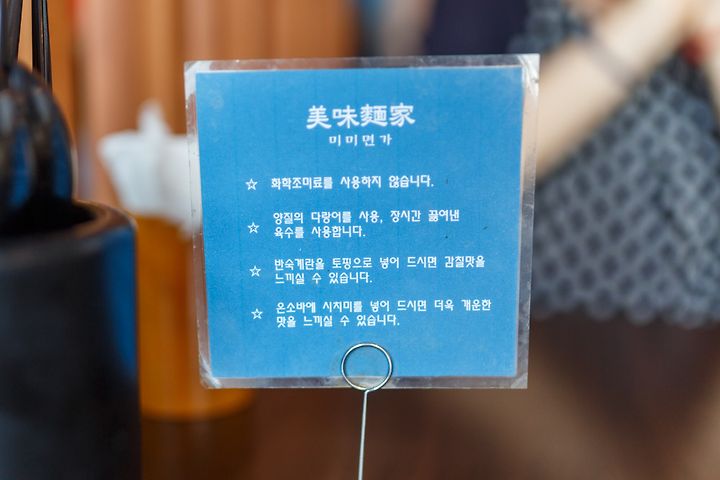 美味麵家
미미면가
☆ 화학조미료를 사용하지 않습니다.
☆ 양질의 다랑어를 사용, 장시간 끓여낸
육수를 사용합니다.
☆ 반숙계란을 토핑으로 넣어 드시면 감칠맛을
느끼실 수 있습니다.
☆ 온소바에 시치미를 넣어 드시면 더욱 개운한
맛을 느끼실 수 있습니다.